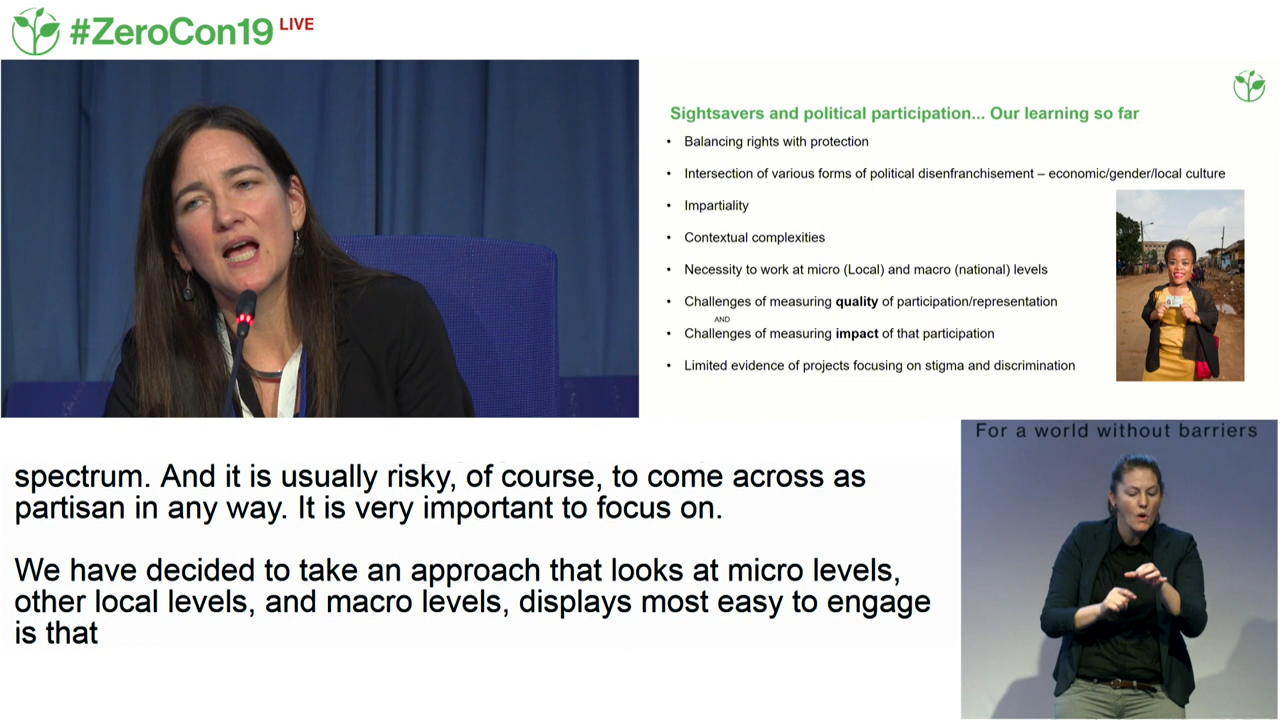 #ZeroCon19 LIVE
Sightsavers and political participation... Our learning so far
• Balancing rights with protection
• Intersection of various forms of political disenfranchisement – economic/gender/local culture
• Impartiality
• Contextual complexities
• Necessity to work at micro (Local) and macro (national) levels
• Challenges of measuring quality of participation/representation
AND
• Challenges of measuring impact of that participation
• Limited evidence of projects focusing on stigma and discrimination
spectrum. And it is usually risky, of course, to come across as
partisan in any way. It is very important to focus on.
We have decided to take an approach that looks at micro levels,
other local levels, and macro levels, displays most easy to engage
is that
For a world without barriers